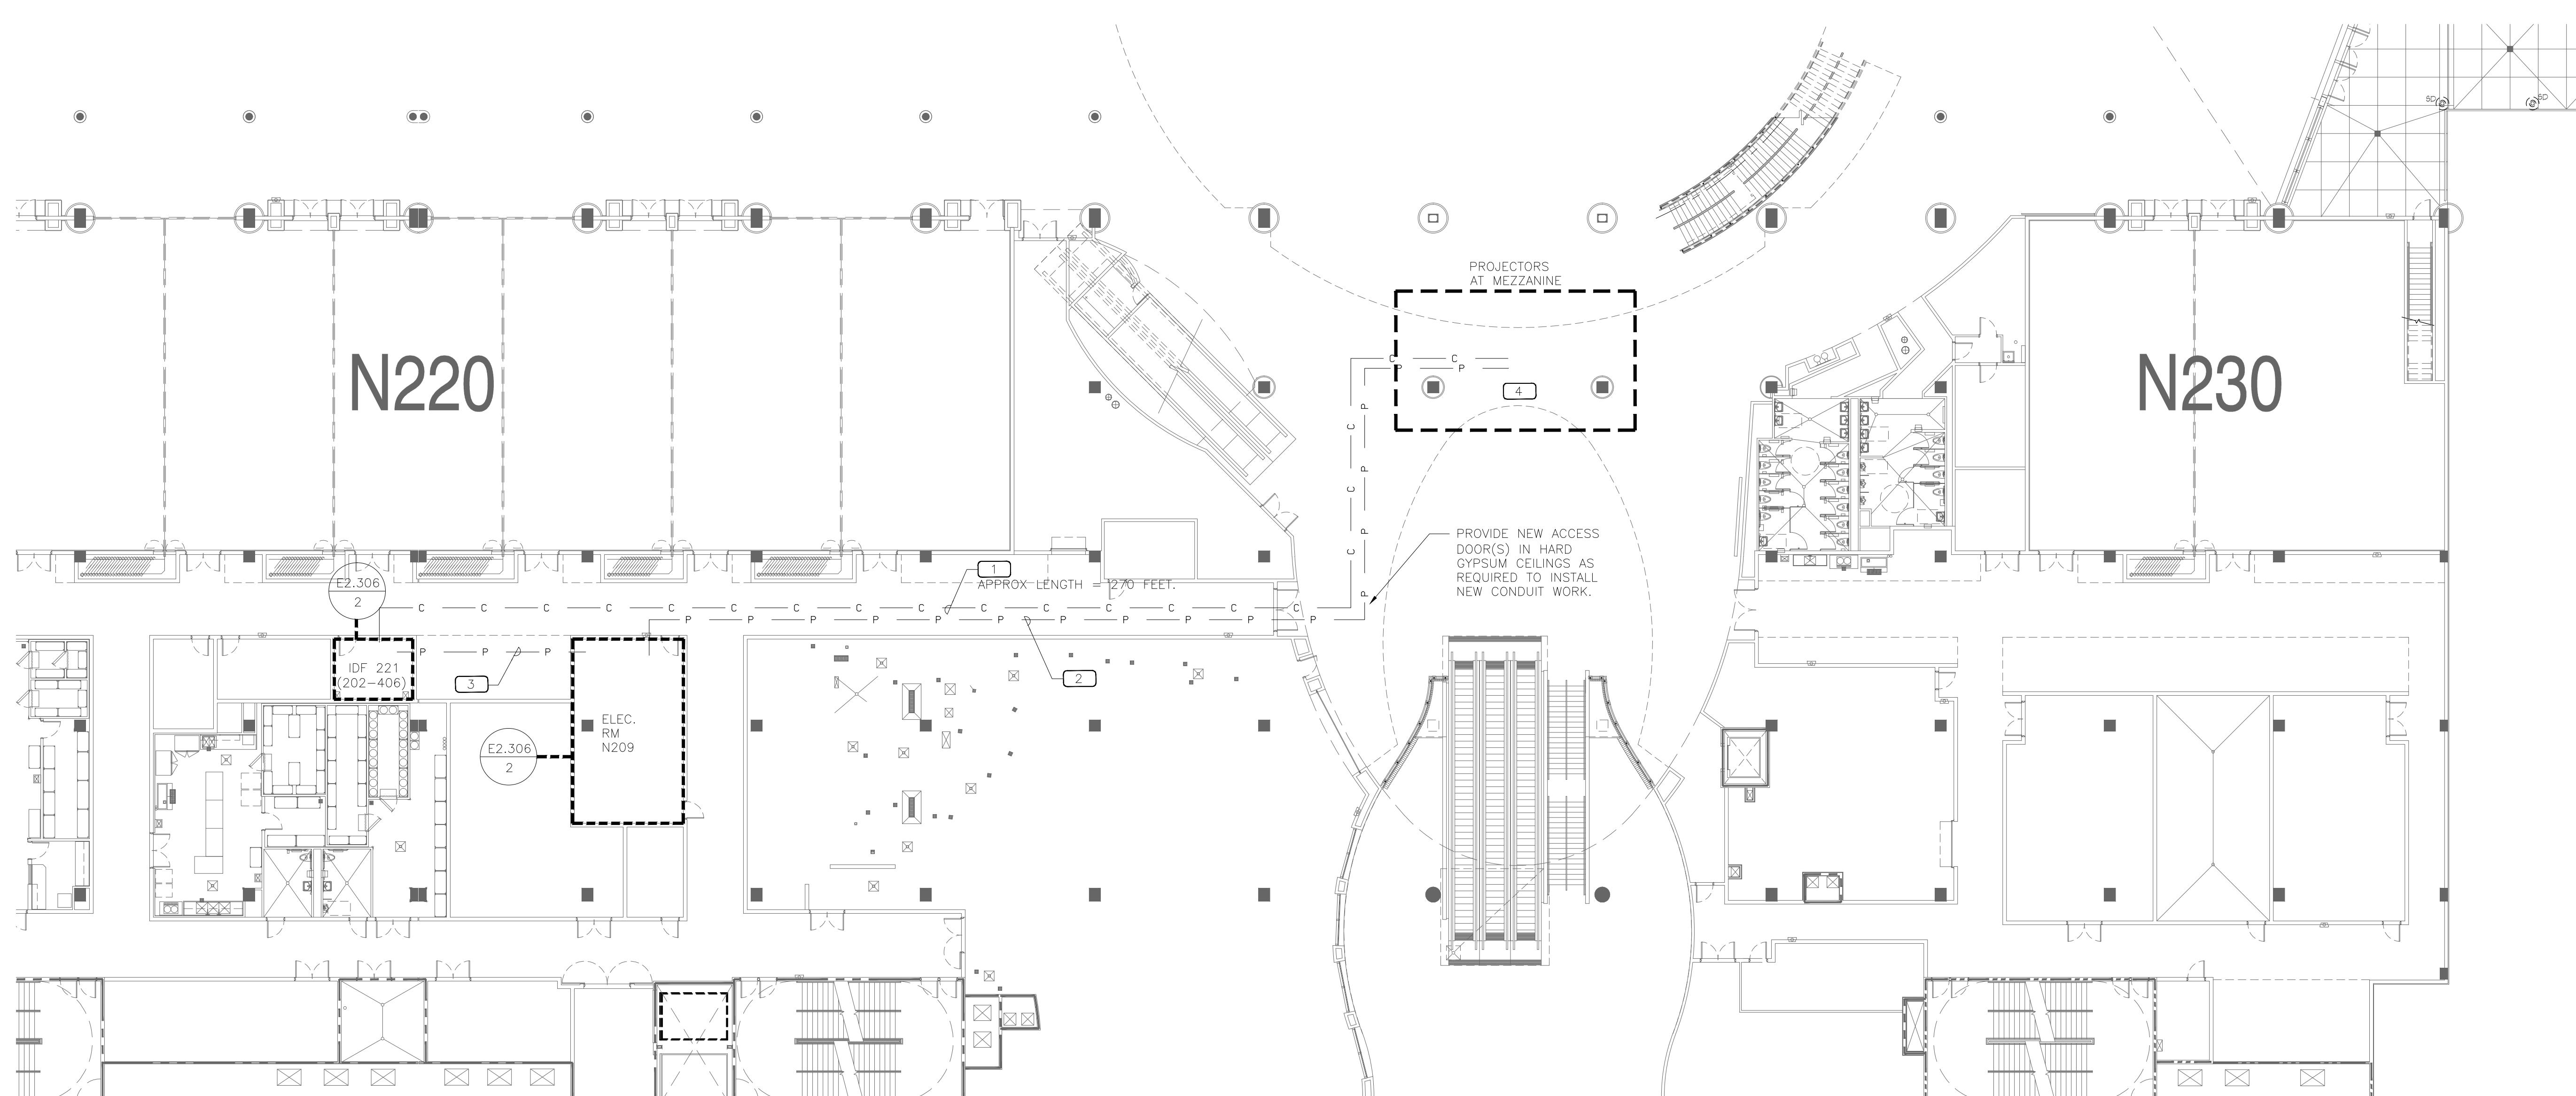 5D
5D
PROJECTORS
AT MEZZANINE
N220
N230
C C
P P
4
P
C
P
C
P
C
P
C
P
PROVIDE NEW ACCESS
DOOR(S) IN HARD
GYPSUM CEILINGS AS
REQUIRED TO INSTALL
NEW CONDUIT WORK.
1
APPROX LENGTH = 270 FEET.
E2.306
2
C C C C C C C C C C C C C C C
P P P P P P P P P P P
P P P
IDF 221
(202-406)
3
2
ELEC.
RM
N209
E2.306
2